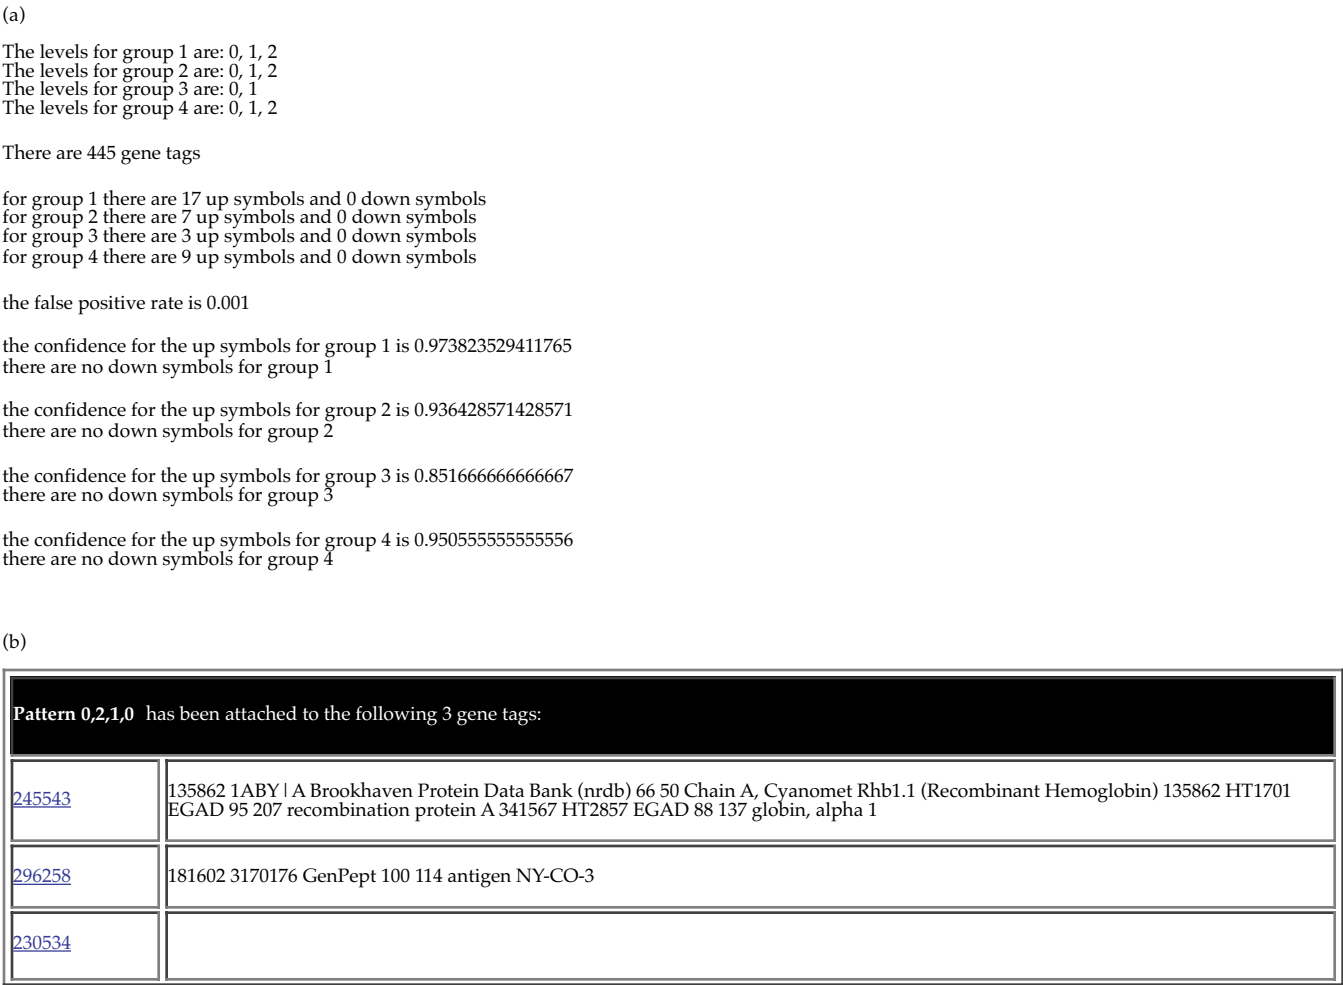 (a)
The levels for group 1 are: 0, 1, 2
The levels for group 2 are: 0, 1, 2
The levels for group 3 are: 0, 1
The levels for group 4 are: 0, 1, 2
There are 445 gene tags
for group 1 there are 17 up symbols and 0 down symbols
for group 2 there are 7 up symbols and 0 down symbols
for group 3 there are 3 up symbols and 0 down symbols
for group 4 there are 9 up symbols and 0 down symbols
the false positive rate is 0.001
the confidence for the up symbols for group 1 is 0.973823529411765
there are no down symbols for group 1
the confidence for the up symbols for group 2 is 0.936428571428571
there are no down symbols for group 2
the confidence for the up symbols for group 3 is 0.851666666666667
there are no down symbols for group 3
the confidence for the up symbols for group 4 is 0.950555555555556
there are no down symbols for group 4
(b)
Pattern 0,2,1,0 has been attached to the following 3 gene tags:
245543
135862 1ABY | A Brookhaven Protein Data Bank (nrdb) 66 50 Chain A, Cyanomet Rhb1.1 (Recombinant Hemoglobin) 135862 HT1701
EGAD 95 207 recombination protein A 341567 HT2857 EGAD 88 137 globin, alpha 1
296258
181602 3170176 GenPept 100 114 antigen NY-CO-3
230534